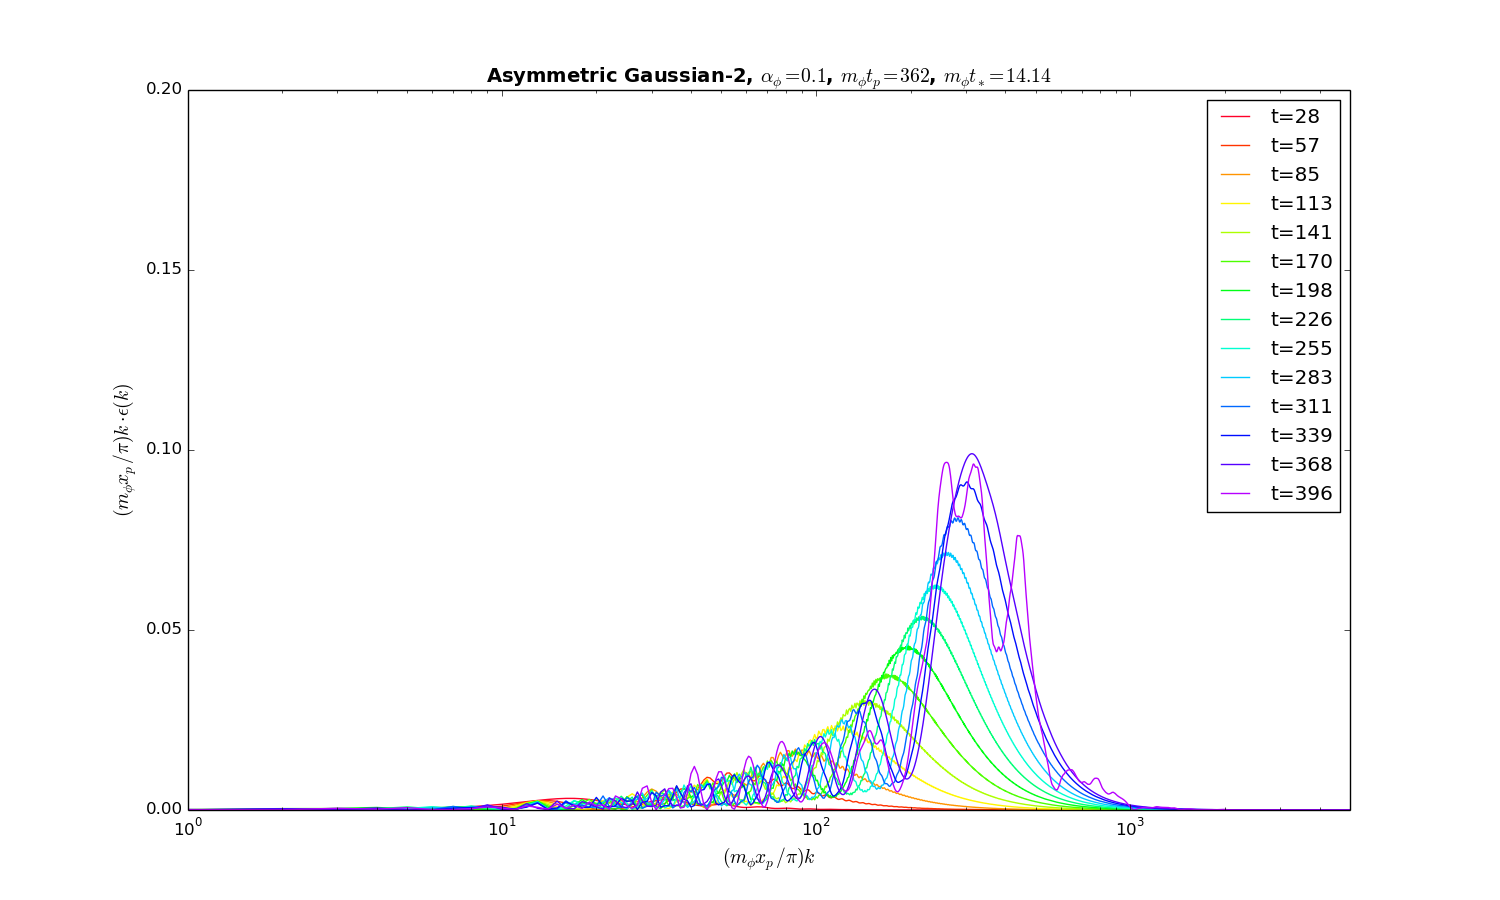 Asymmetric Gaussian-2, α_ϕ=0.1, m_ϕt_p=362, m_ϕt_*=14.14
0.20
0.15
0.10
0.05
0.00
(m_ϕx_p/π)k·ϵ(k)
10^0
10^1
10^2
10^3
(m_ϕx_p/π)k
t=28
t=57
t=85
t=113
t=141
t=170
t=198
t=226
t=255
t=283
t=311
t=339
t=368
t=396